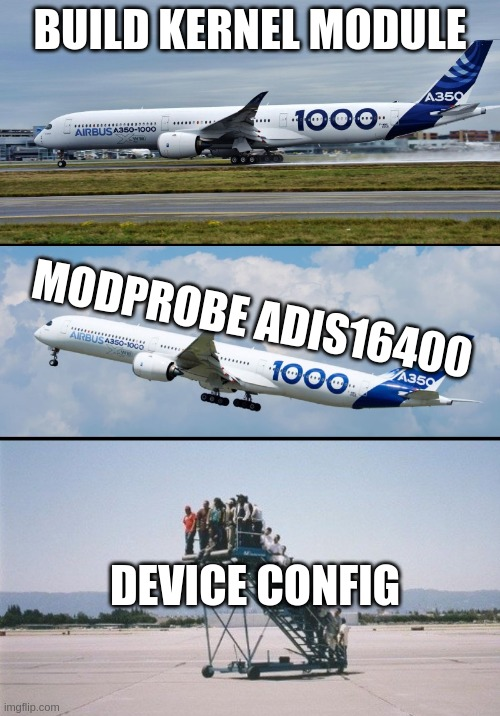 BUILD KERNEL MODULE
A350
AIRBUS A350-1000
1000
MODPROBE ADIS16400
AIRBUS A350-1000
1000
A350
DEVICE CONFIG
imgflip.com